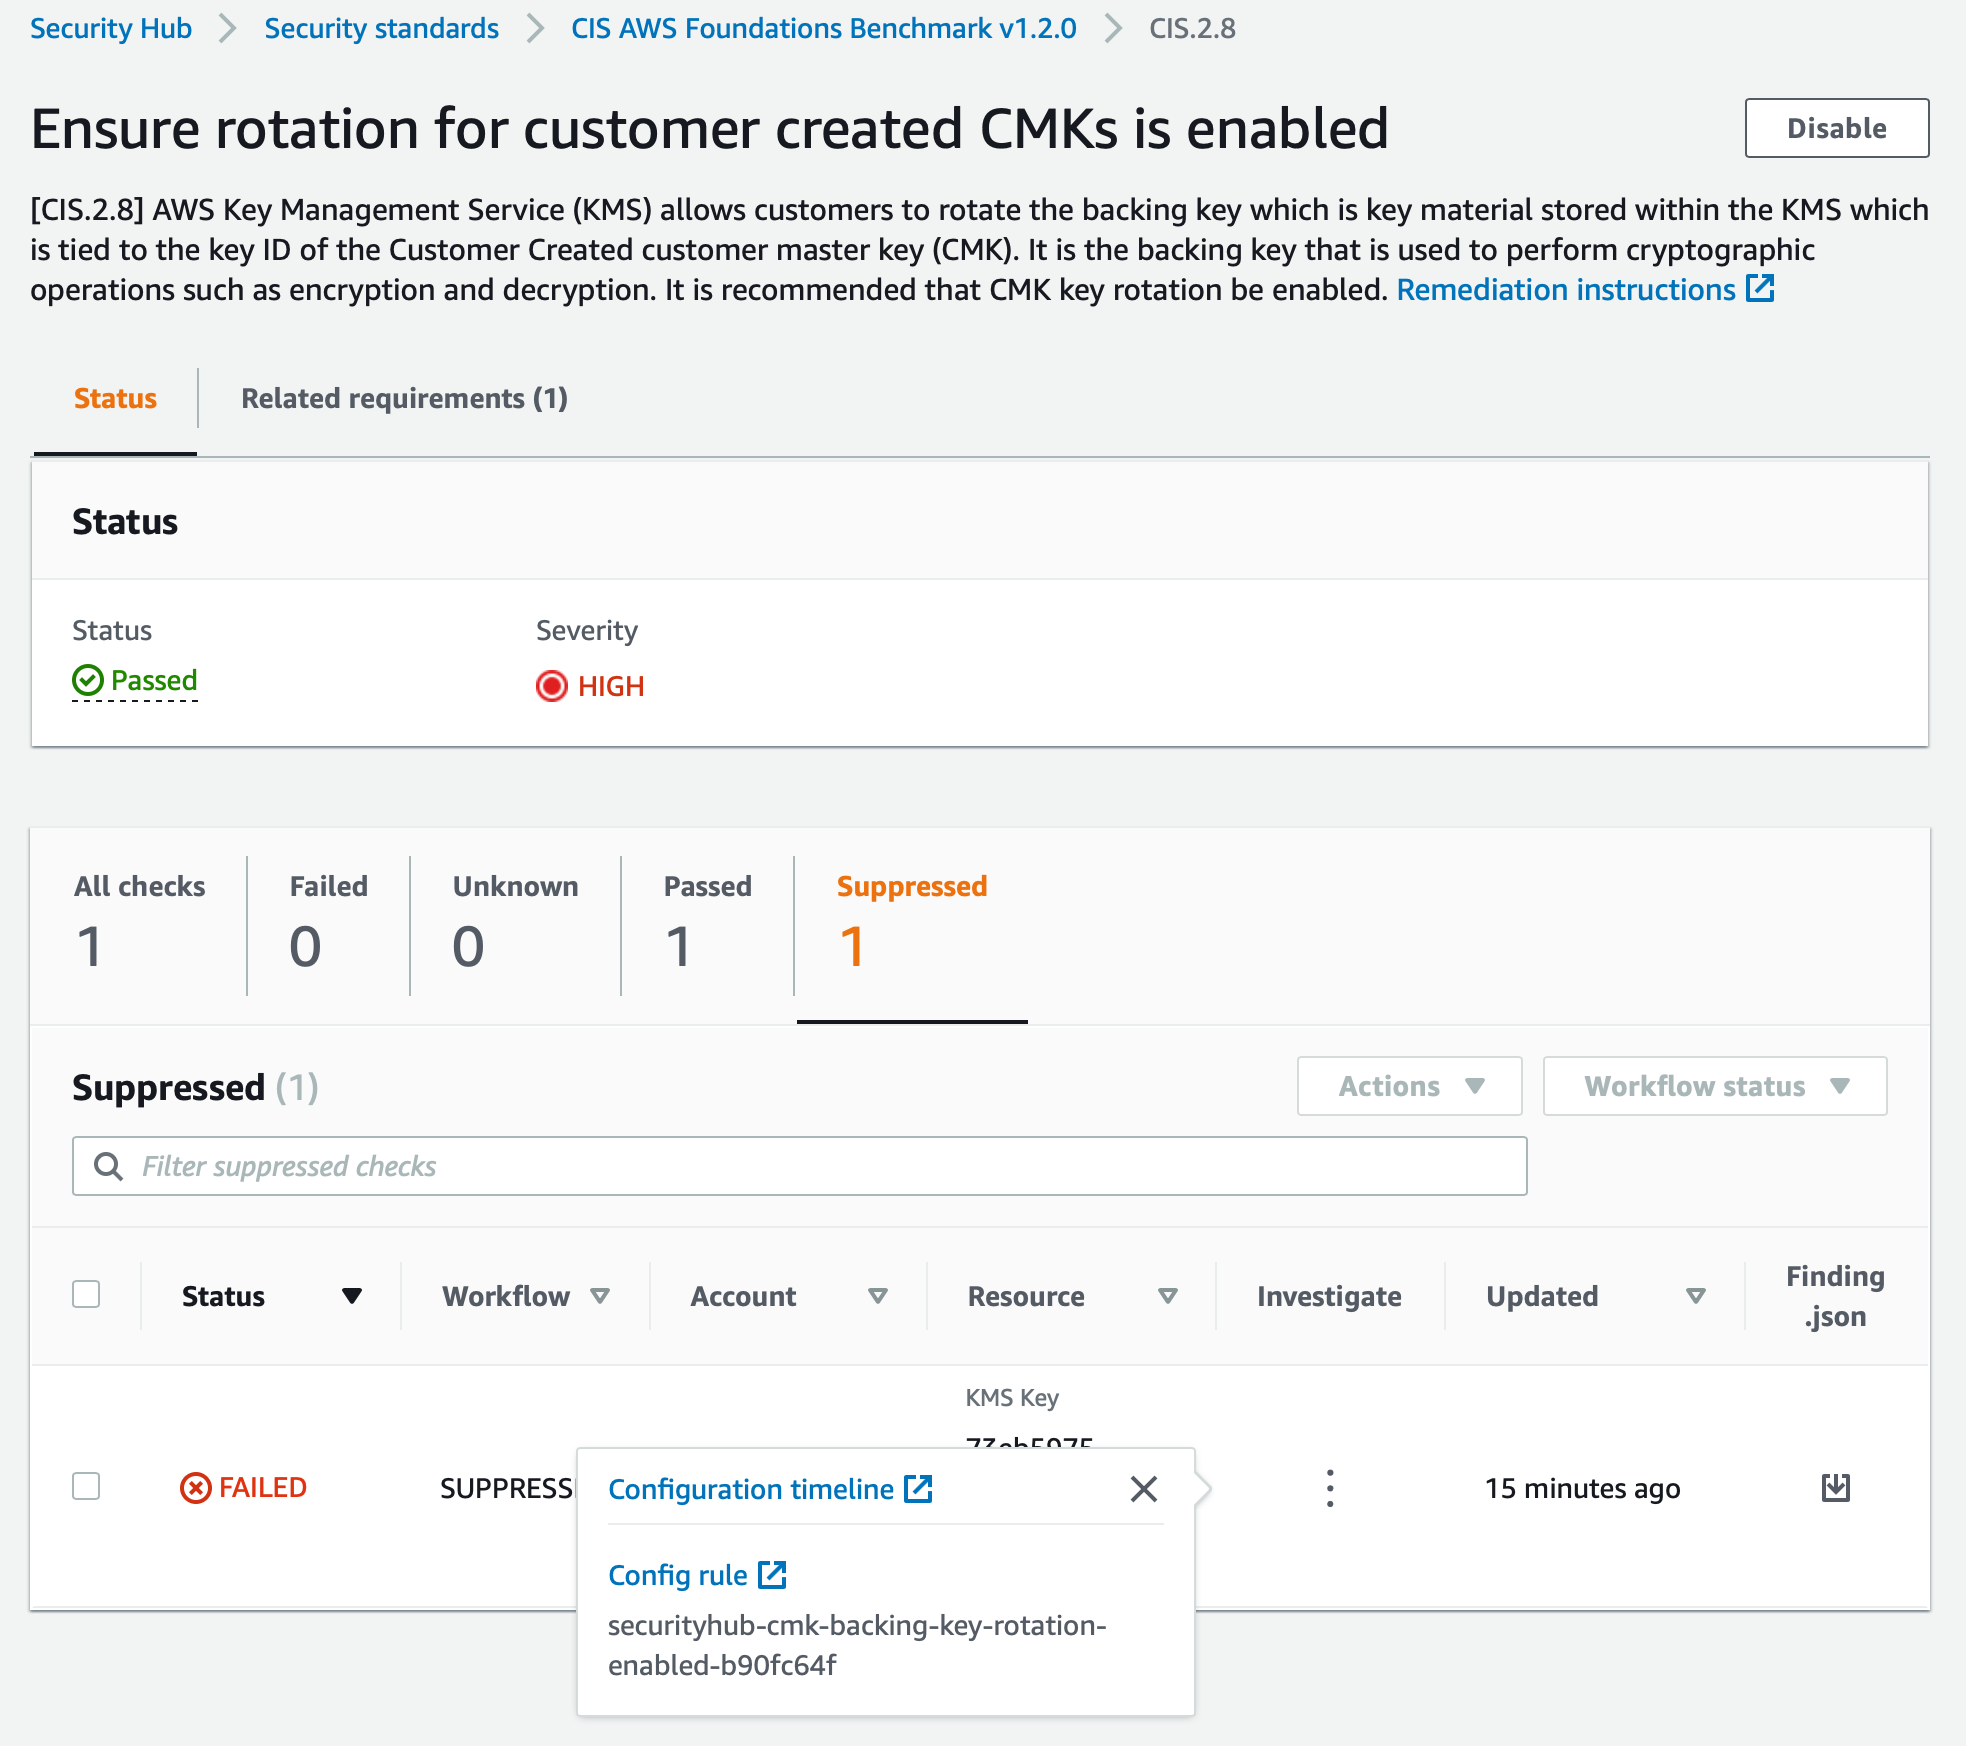 Security Hub > Security standards > CIS AWS Foundations Benchmark v1.2.0 > CIS.2.8
Ensure rotation for customer created CMKs is enabled
Disable
[CIS.2.8] AWS Key Management Service (KMS) allows customers to rotate the backing key which is key material stored within the KMS which
is tied to the key ID of the Customer Created customer master key (CMK). It is the backing key that is used to perform cryptographic
operations such as encryption and decryption. It is recommended that CMK key rotation be enabled. Remediation instructions
Status
Related requirements (1)
Status
Status
Severity
Passed
HIGH
All checks
Failed
Unknown
Passed
Suppressed
1
0
0
1
1
Suppressed (1)
Actions
Workflow status
Filter suppressed checks
Status
Workflow
Account
Resource
Investigate
Updated
Finding
.json
KMS Key
FAILED
15 minutes ago
Configuration timeline
Config rule
securityhub-cmk-backing-key-rotation-
enabled-b90fc64f